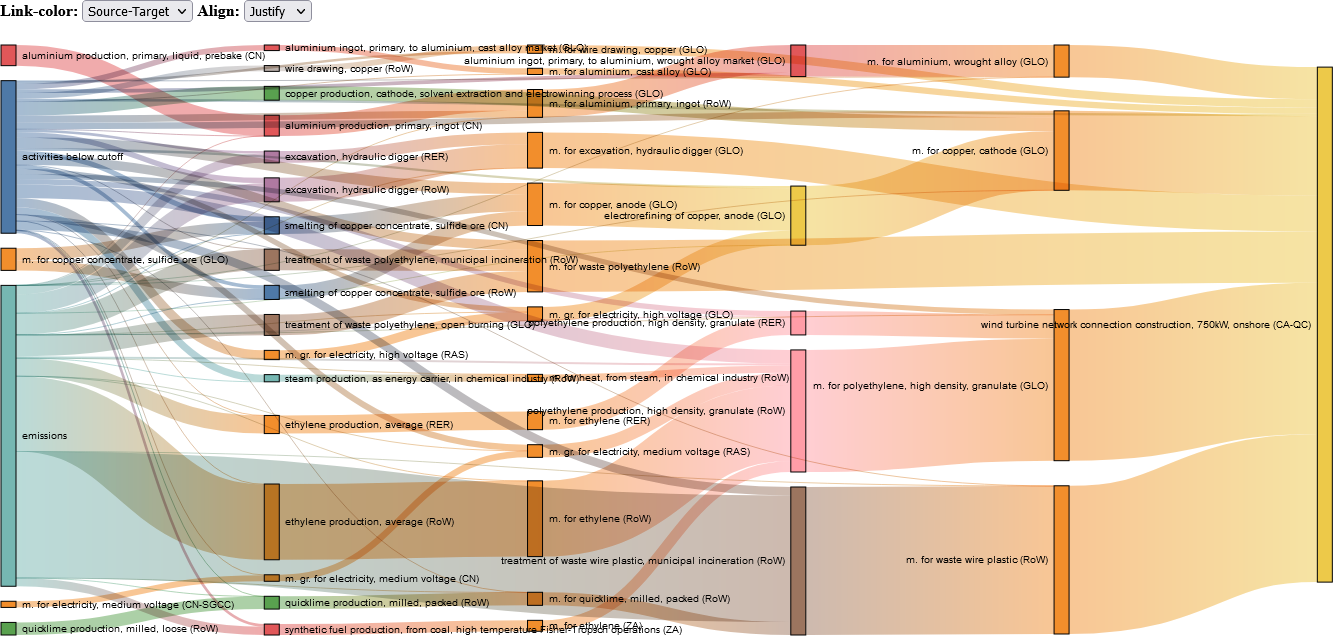 Link-color: Source-Target Align: Justify
aluminium production, primary, liquid, prebake (CN)
activities below cutoff
m. for copper concentrate, sulfide ore (GLO)
emissions
m. for electricity, medium voltage (CN-SGCC)
quicklime production, milled, loose (RoW)
aluminium ingot, primary, to aluminium, cast alloy market (GLO)
wire drawing, copper (RoW)
copper production, cathode, solvent extraction and electrowinning process (GLO)
aluminium production, primary, ingot (CN)
excavation, hydraulic digger (RER)
excavation, hydraulic digger (RoW)
smelting of copper concentrate, sulfide ore (CN)
treatment of waste polyethylene, municipal incineration (RoW)
smelting of copper concentrate, sulfide ore (RoW)
treatment of waste polyethylene, open burning (GLO)
m. gr. for electricity, high voltage (RAS)
steam production, as energy carrier, in chemical industry (RoW)
ethylene production, average (RER)
ethylene production, average (RoW)
m. gr. for electricity, medium voltage (CN)
quicklime production, milled, packed (RoW)
synthetic fuel production, from coal, high temperature Fisher-Tropsch operations (ZA)
m. for wire drawing, copper (GLO)
m. for aluminium, cast alloy (GLO)
m. for aluminium, primary, ingot (RoW)
m. for excavation, hydraulic digger (GLO)
m. for copper, anode (GLO)
m. for waste polyethylene (RoW)
m. gr. for electricity, high voltage (GLO)
m. for heat, from steam, in chemical industry (RoW)
m. for ethylene (RER)
m. gr. for electricity, medium voltage (RAS)
m. for ethylene (RoW)
m. for quicklime, milled, packed (RoW)
m. for ethylene (ZA)
aluminium ingot, primary, to aluminium, wrought alloy market (GLO)
electrorefining of copper, anode (GLO)
polyethylene production, high density, granulate (RER)
polyethylene production, high density, granulate (RoW)
treatment of waste wire plastic, municipal incineration (RoW)
m. for aluminium, wrought alloy (GLO)
m. for copper, cathode (GLO)
m. for polyethylene, high density, granulate (GLO)
m. for waste wire plastic (RoW)
wind turbine network connection construction, 750kW, onshore (CA-QC)